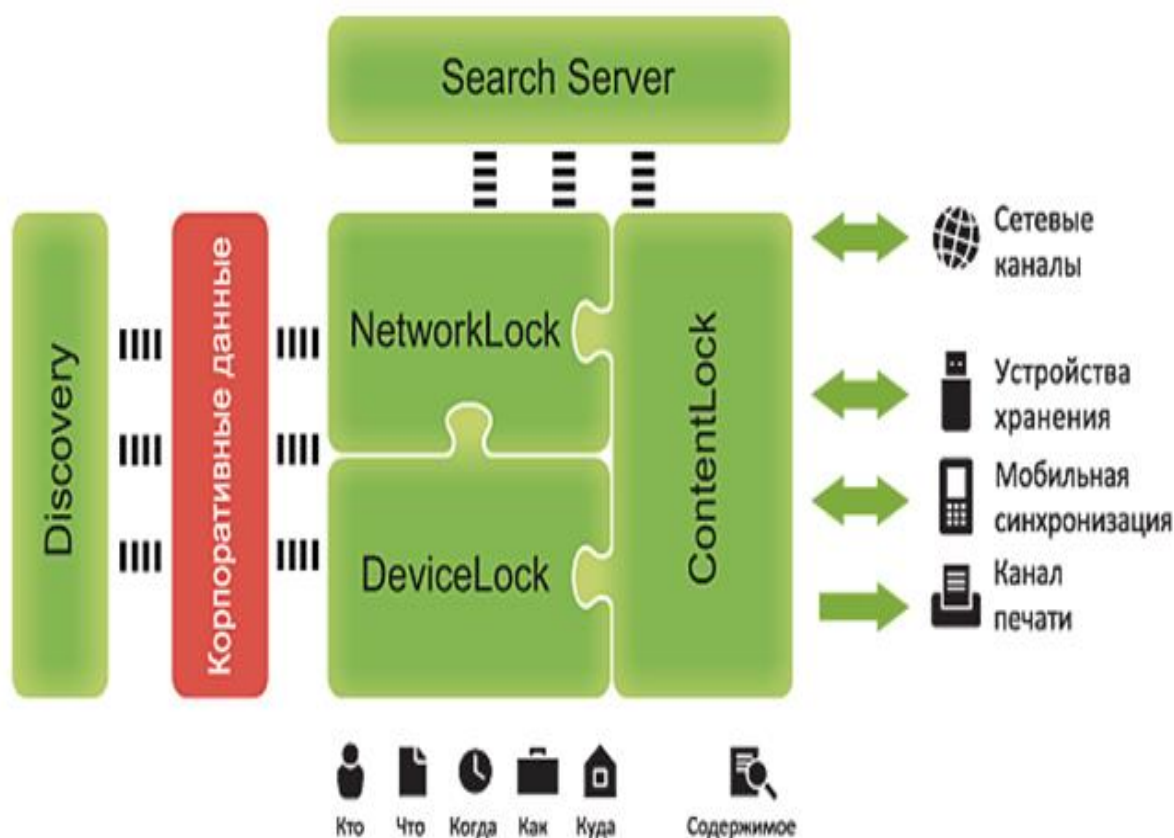 Search Server
Discovery
Корпоративные данные
NetworkLock
DeviceLock
ContentLock
Сетевые
каналы
Устройства
хранения
Мобильная
синхронизация
Канал
печати
Кто Что Когда Как Куда Содержимое